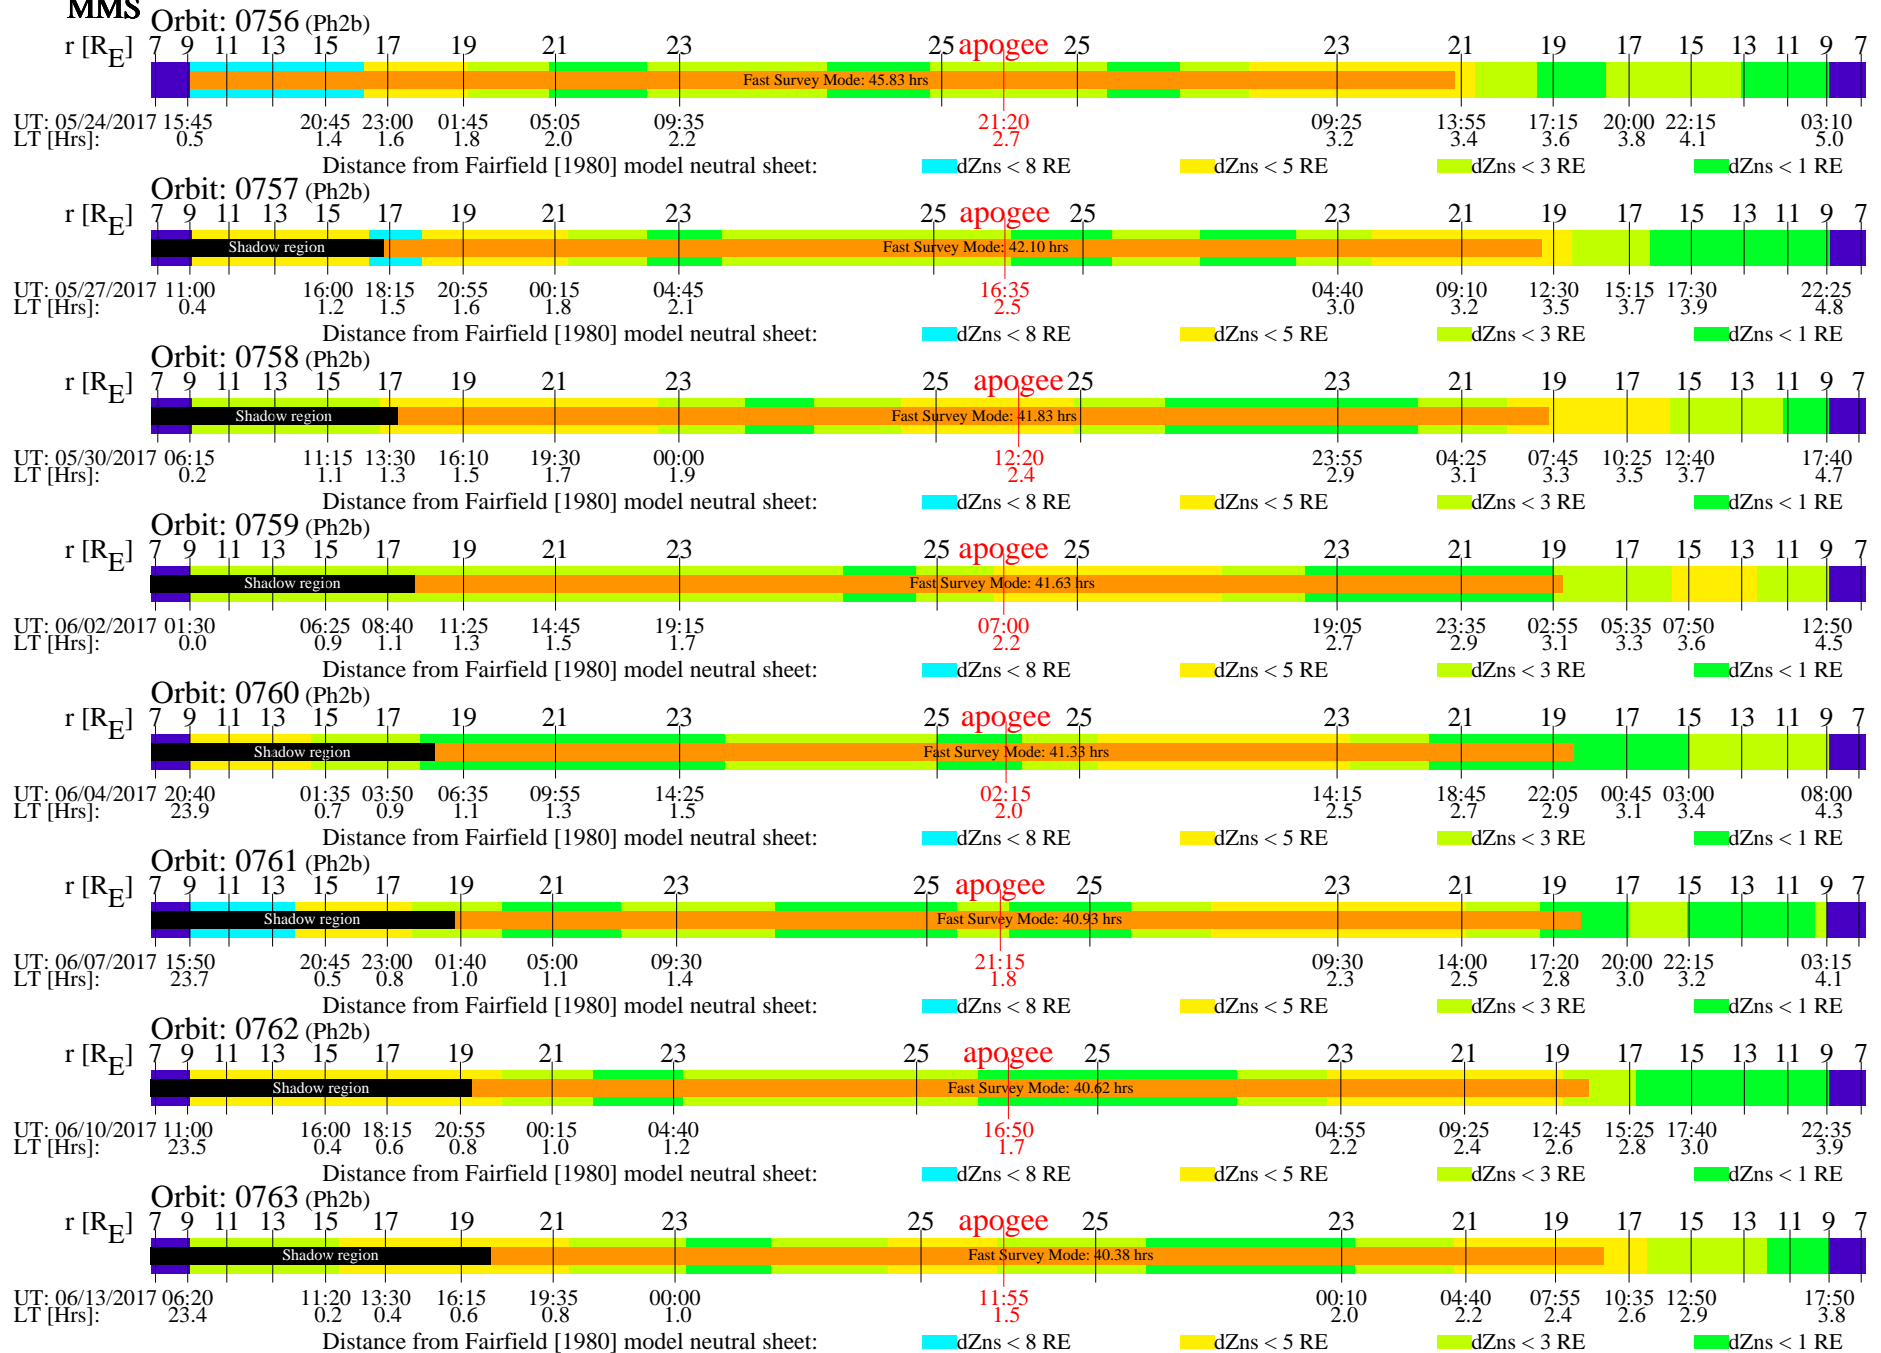 MMS
Orbit: 0756 (Ph2b)
r [RE] 7 9 11 13 15 17 19 21 23 25 apogee 25 23 21 19 17 15 13 11 9 7
Fast Survey Mode: 45.83 hrs
UT: 05/24/2017 15:45 20:45 23:00 01:45 05:05 09:35 21:20 09:25 13:55 17:15 20:00 22:15 03:10
LT [Hrs]: 0.5 1.4 1.6 1.8 2.0 2.2 2.7 3.2 3.4 3.6 3.8 4.1 5.0
Distance from Fairfield [1980] model neutral sheet: dZns < 8 RE dZns < 5 RE dZns < 3 RE dZns < 1 RE
Orbit: 0757 (Ph2b)
r [RE] 7 9 11 13 15 17 19 21 23 25 apogee 25 23 21 19 17 15 13 11 9 7
Shadow region Fast Survey Mode: 42.10 hrs
UT: 05/27/2017 11:00 16:00 18:15 20:55 00:15 04:45 16:35 04:40 09:10 12:30 15:15 17:30 22:25
LT [Hrs]: 0.4 1.2 1.5 1.6 1.8 2.1 2.5 3.0 3.2 3.5 3.7 3.9 4.8
Distance from Fairfield [1980] model neutral sheet: dZns < 8 RE dZns < 5 RE dZns < 3 RE dZns < 1 RE
Orbit: 0758 (Ph2b)
r [RE] 7 9 11 13 15 17 19 21 23 25 apogee 25 23 21 19 17 15 13 11 9 7
Shadow region Fast Survey Mode: 41.83 hrs
UT: 05/30/2017 06:15 11:15 13:30 16:10 19:30 00:00 12:20 23:55 04:25 07:45 10:25 12:40 17:40
LT [Hrs]: 0.2 1.1 1.3 1.5 1.7 1.9 2.4 2.9 3.1 3.3 3.5 3.7 4.7
Distance from Fairfield [1980] model neutral sheet: dZns < 8 RE dZns < 5 RE dZns < 3 RE dZns < 1 RE
Orbit: 0759 (Ph2b)
r [RE] 7 9 11 13 15 17 19 21 23 25 apogee 25 23 21 19 17 15 13 11 9 7
Shadow region Fast Survey Mode: 41.63 hrs
UT: 06/02/2017 01:30 06:25 08:40 11:25 14:45 19:15 07:00 19:05 23:35 02:55 05:35 07:50 12:50
LT [Hrs]: 0.0 0.9 1.1 1.3 1.5 1.7 2.2 2.7 2.9 3.1 3.3 3.6 4.5
Distance from Fairfield [1980] model neutral sheet: dZns < 8 RE dZns < 5 RE dZns < 3 RE dZns < 1 RE
Orbit: 0760 (Ph2b)
r [RE] 7 9 11 13 15 17 19 21 23 25 apogee 25 23 21 19 17 15 13 11 9 7
Shadow region Fast Survey Mode: 41.33 hrs
UT: 06/04/2017 20:40 01:35 03:50 06:35 09:55 14:25 02:15 14:15 18:45 22:05 00:45 03:00 08:00
LT [Hrs]: 23.9 0.7 0.9 1.1 1.3 1.5 2.0 2.5 2.7 2.9 3.1 3.4 4.3
Distance from Fairfield [1980] model neutral sheet: dZns < 8 RE dZns < 5 RE dZns < 3 RE dZns < 1 RE
Orbit: 0761 (Ph2b)
r [RE] 7 9 11 13 15 17 19 21 23 25 apogee 25 23 21 19 17 15 13 11 9 7
Shadow region Fast Survey Mode: 40.93 hrs
UT: 06/07/2017 15:50 20:45 23:00 01:40 05:00 09:30 21:15 09:30 14:00 17:20 20:00 22:15 03:15
LT [Hrs]: 23.7 0.5 0.8 1.0 1.1 1.4 1.8 2.3 2.5 2.8 3.0 3.2 4.1
Distance from Fairfield [1980] model neutral sheet: dZns < 8 RE dZns < 5 RE dZns < 3 RE dZns < 1 RE
Orbit: 0762 (Ph2b)
r [RE] 7 9 11 13 15 17 19 21 23 25 apogee 25 23 21 19 17 15 13 11 9 7
Shadow region Fast Survey Mode: 40.62 hrs
UT: 06/10/2017 11:00 16:00 18:15 20:55 00:15 04:40 16:50 04:55 09:25 12:45 15:25 17:40 22:35
LT [Hrs]: 23.5 0.4 0.6 0.8 1.0 1.2 1.7 2.2 2.4 2.6 2.8 3.0 3.9
Distance from Fairfield [1980] model neutral sheet: dZns < 8 RE dZns < 5 RE dZns < 3 RE dZns < 1 RE
Orbit: 0763 (Ph2b)
r [RE] 7 9 11 13 15 17 19 21 23 25 apogee 25 23 21 19 17 15 13 11 9 7
Shadow region Fast Survey Mode: 40.38 hrs
UT: 06/13/2017 06:20 11:20 13:30 16:15 19:35 00:00 11:55 00:10 04:40 07:55 10:35 12:50 17:50
LT [Hrs]: 23.4 0.2 0.4 0.6 0.8 1.0 1.5 2.0 2.2 2.4 2.6 2.9 3.8
Distance from Fairfield [1980] model neutral sheet: dZns < 8 RE dZns < 5 RE dZns < 3 RE dZns < 1 RE